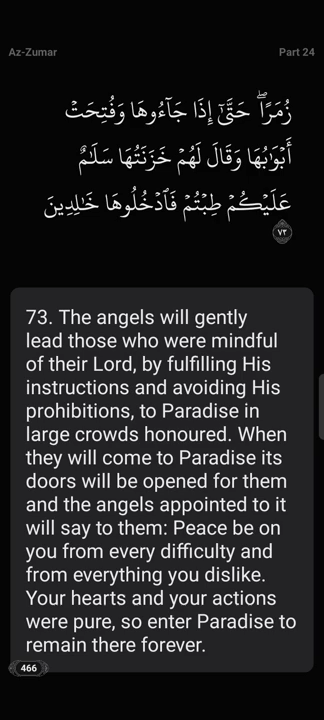 Az-Zumar Part 24
زُمَرًاۖ حَتَّىٰٓ إِذَا جَآءُوهَا وَفُتِحَتۡ
أَبۡوَٰبُهَا وَقَالَ لَهُمۡ خَزَنَتُهَا سَلَٰمٌ
عَلَيۡكُمۡ طِبۡتُمۡ فَٱدۡخُلُوهَا خَٰلِدِينَ
٧٣
73. The angels will gently
lead those who were mindful
of their Lord, by fulfilling His
instructions and avoiding His
prohibitions, to Paradise in
large crowds honoured. When
they will come to Paradise its
doors will be opened for them
and the angels appointed to it
will say to them: Peace be on
you from every difficulty and
from everything you dislike.
Your hearts and your actions
were pure, so enter Paradise to
remain there forever.
466